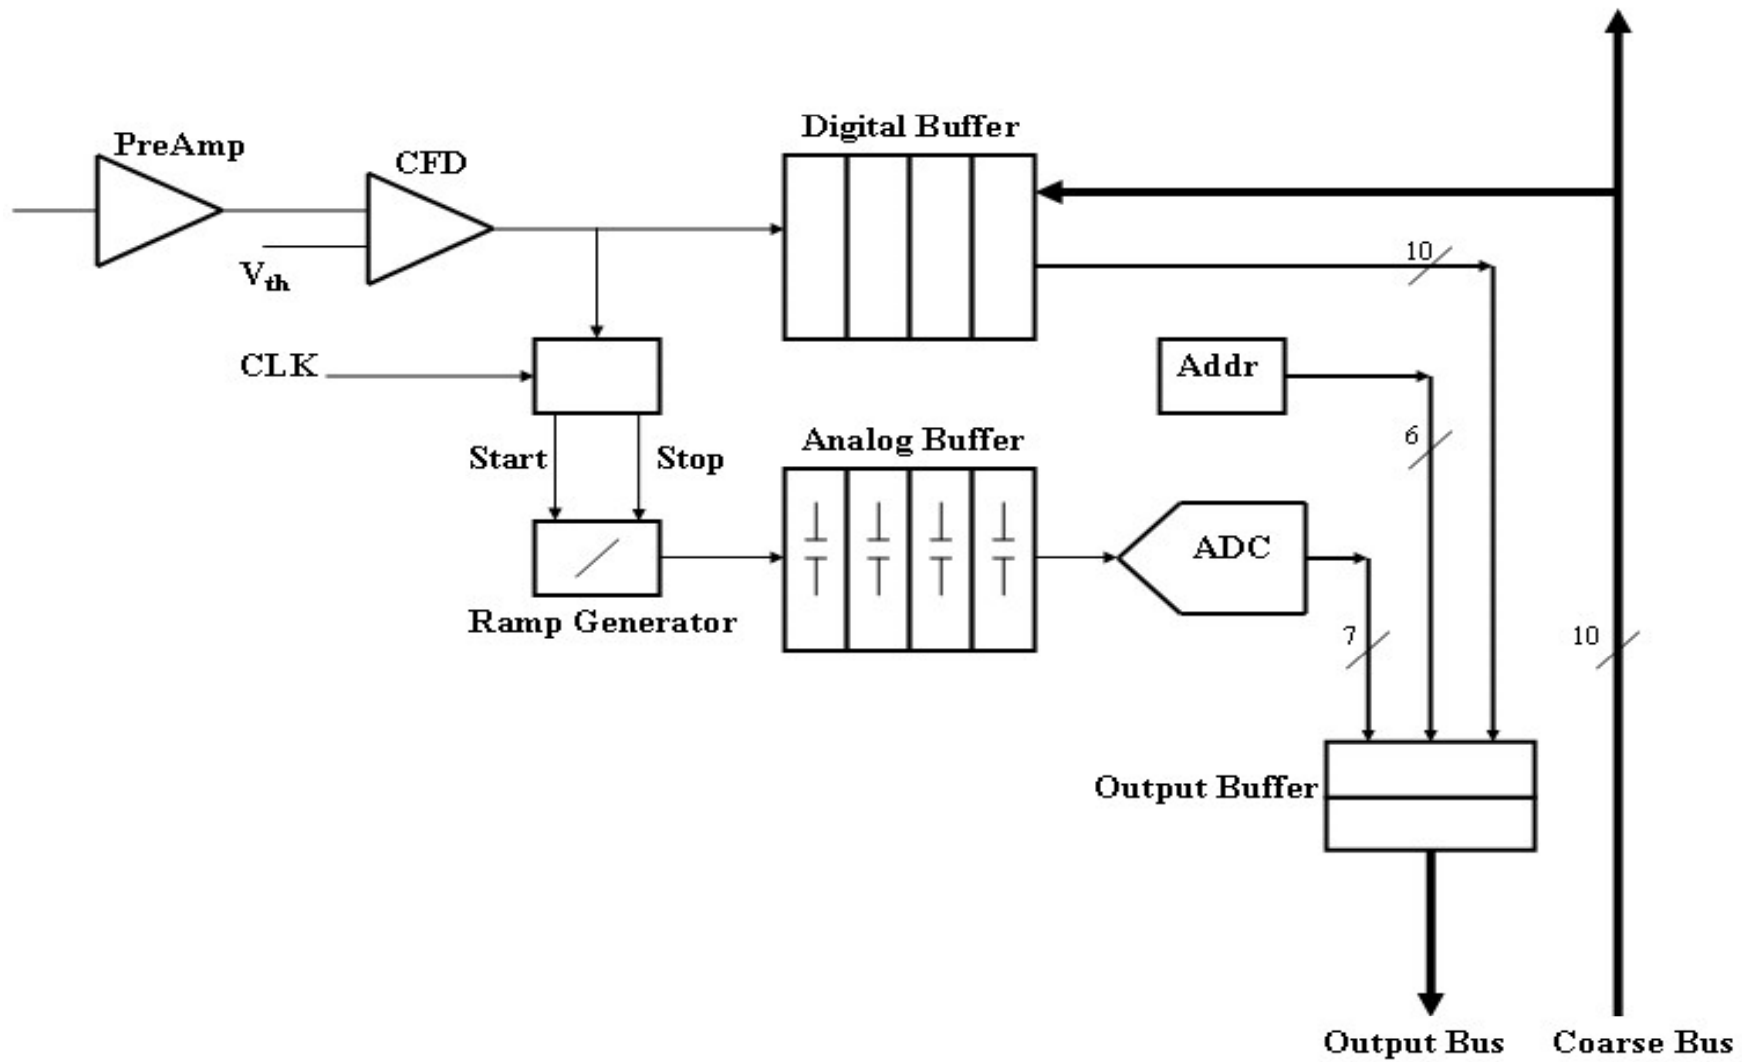 Digital Buffer
PreAmp
CFD
V_th
10
CLK
Addr
Analog Buffer
6
Start
Stop
ADC
Ramp Generator
7
10
Output Buffer
Output Bus
Coarse Bus